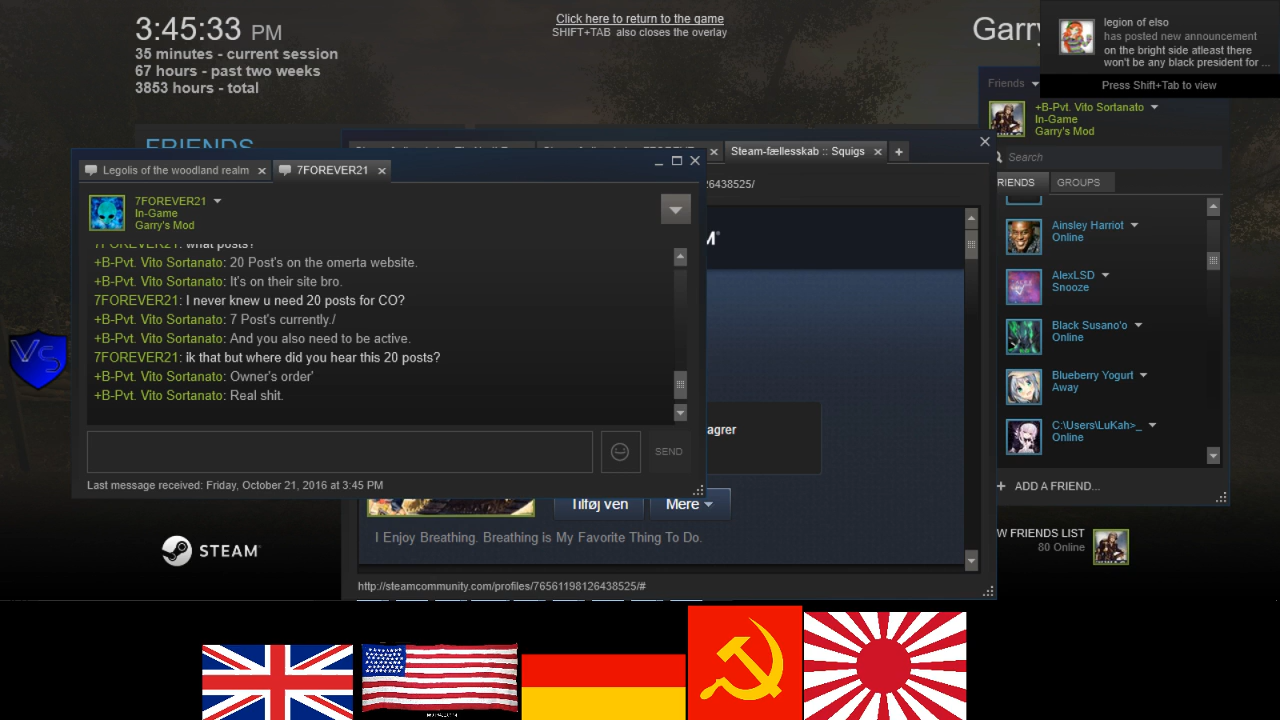 3:45:33 PM
35 minutes - current session
67 hours - past two weeks
3853 hours - total
Click here to return to the game
SHIFT+TAB also closes the overlay
Garry
legion of elso
has posted new announcement
on the bright side atleast there
won't be any black president for ...
Press Shift+Tab to view
Friends
+B-Pvt. Vito Sortanato
In-Game
Garry's Mod
Search
RIENDS
GROUPS
Ainsley Harriot
Online
AlexLSD
Snooze
Black Susano'o
Online
Blueberry Yogurt
Away
C:\Users\LuKah>_
Online
+ ADD A FRIEND...
W FRIENDS LIST
80 Online
FRIENDS
Steam-fællesskab :: Squigs
+
26438525/
Legolis of the woodland realm
7FOREVER21
7FOREVER21
In-Game
Garry's Mod
7FOREVER21: what posts?
+B-Pvt. Vito Sortanato: 20 Post's on the omerta website.
+B-Pvt. Vito Sortanato: It's on their site bro.
7FOREVER21: I never knew u need 20 posts for CO?
+B-Pvt. Vito Sortanato: 7 Post's currently./
+B-Pvt. Vito Sortanato: And you also need to be active.
7FOREVER21: ik that but where did you hear this 20 posts?
+B-Pvt. Vito Sortanato: Owner's order'
+B-Pvt. Vito Sortanato: Real shit.
SEND
Last message received: Friday, October 21, 2016 at 3:45 PM
M
agrer
Tilføj ven
Mere
I Enjoy Breathing. Breathing is My Favorite Thing To Do.
http://steamcommunity.com/profiles/76561198126438525/#
STEAM
VS